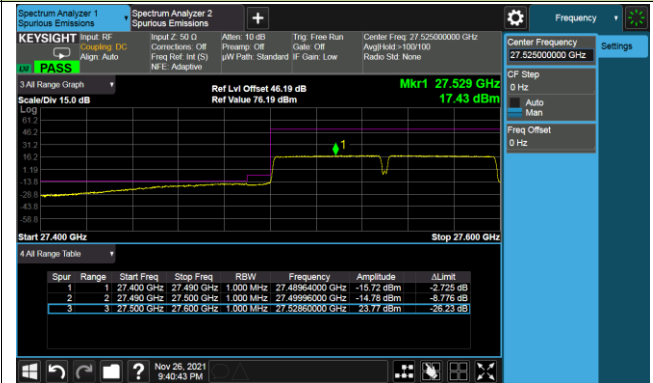 Spectrum Analyzer 1
Spurious Emissions
Spectrum Analyzer 2
Spurious Emissions
+
Frequency
KEYSIGHT
Input: RF
Coupling: DC
Align: Auto
PASS
Input Z: 50 Ω
Corrections: Off
Freq Ref: Int (S)
NFE: Adaptive
Atten: 10 dB
Preamp: Off
µW Path: Standard
Trig: Free Run
Gate: Off
IF Gain: Low
Center Freq: 27.525000000 GHz
Avg|Hold:>100/100
Radio Std: None
Center Frequency
27.525000000 GHz
Settings
CF Step
0 Hz
Auto
Man
Freq Offset
0 Hz
3 All Range Graph
Scale/Div 15.0 dB
Ref Lvl Offset 46.19 dB
Ref Value 76.19 dBm
Mkr1 27.529 GHz
17.43 dBm
Log
61.2
46.2
31.2
16.2
1.19
-13.8
-28.8
-43.8
-58.8
1
Start 27.400 GHz
Stop 27.600 GHz
4 All Range Table
Spur Range Start Freq Stop Freq RBW Frequency Amplitude ΔLimit
1 1 27.400 GHz 27.490 GHz 1.000 MHz 27.48964000 GHz -15.72 dBm -2.725 dB
2 2 27.490 GHz 27.500 GHz 1.000 MHz 27.49996000 GHz -14.78 dBm -8.776 dB
3 3 27.500 GHz 27.600 GHz 1.000 MHz 27.52860000 GHz 23.77 dBm -26.23 dB
?
Nov 26, 2021
9:40:43 PM